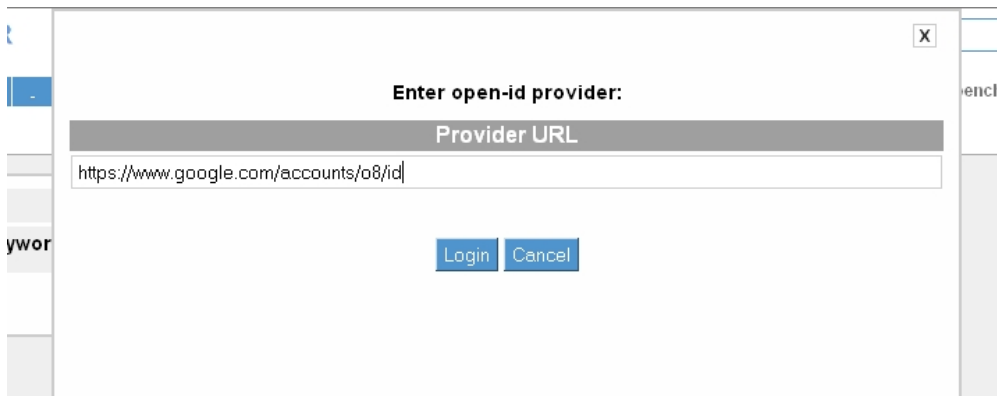 X
Enter open-id provider:
Provider URL
https://www.google.com/accounts/o8/id
Login Cancel